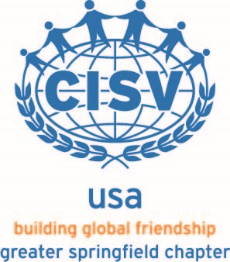 CISV
usa
building global friendship
greater springfield chapter